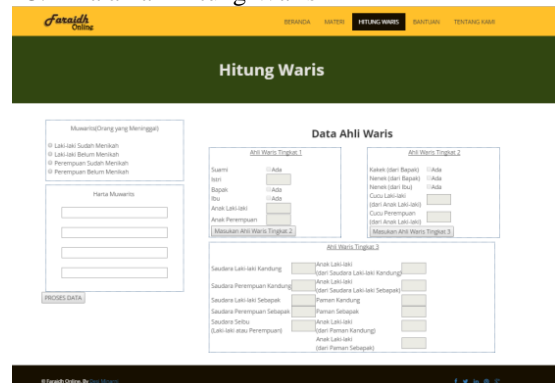 Faraidh
Online
BERANDA MATERI HITUNG WARIS BANTUAN TENTANG KAMI
Hitung Waris
Muwarits(Orang yang Meninggal)
Laki-laki Sudah Menikah
Laki-laki Belum Menikah
Perempuan Sudah Menikah
Perempuan Belum Menikah
Harta Muwarits
PROSES DATA
Data Ahli Waris
Ahli Waris Tingkat 1
Suami Ada
Istri
Bapak Ada
Ibu Ada
Anak Laki-laki
Anak Perempuan
Masukan Ahli Waris Tingkat 2
Ahli Waris Tingkat 2
Kakek (dari Bapak) Ada
Nenek (dari Bapak) Ada
Nenek (dari Ibu) Ada
Cucu Laki-laki
(dari Anak Laki-laki)
Cucu Perempuan
(dari Anak Laki-laki)
Masukan Ahli Waris Tingkat 3
Ahli Waris Tingkat 3
Saudara Laki-laki Kandung
Saudara Perempuan Kandung
Saudara Laki-laki Sebapak
Saudara Perempuan Sebapak
Saudara Seibu
(Laki-laki atau Perempuan)
Anak Laki-laki
(dari Saudara Laki-laki Kandung)
Anak Laki-laki
(dari Saudara Laki-laki Sebapak)
Paman Kandung
Paman Sebapak
Anak Laki-laki
(dari Paman Kandung)
Anak Laki-laki
(dari Paman Sebapak)
© Faraidh Online. By